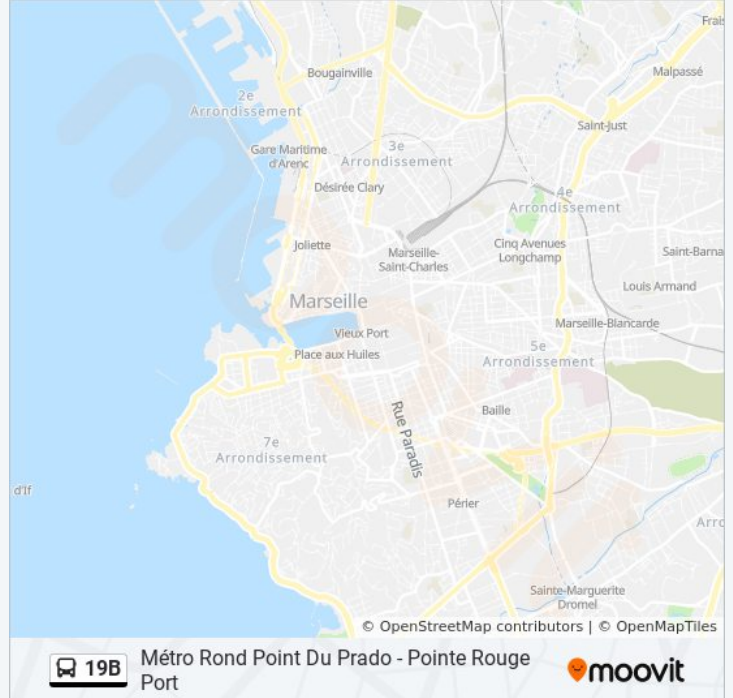 Frais
Bougainville
Malpassé
2e
Arrondissement
Saint-Just
Gare Maritime
d'Arenc
3e
Arrondissement
Désirée Clary
4e
Arrondissement
Joliette
Marseille-
Saint-Charles
Cinq Avenues
Longchamp
Saint-Barna
Louis Armand
Marseille
Marseille-Blancarde
Vieux Port
Place aux Huiles
5e
Arrondissement
Rue Paradis
Baille
7e
Arrondissement
d'If
Périer
Arro
Sainte-Marguerite
Dromel
© OpenStreetMap contributors | © OpenMapTiles
19B
Métro Rond Point Du Prado - Pointe Rouge
Port
moovit